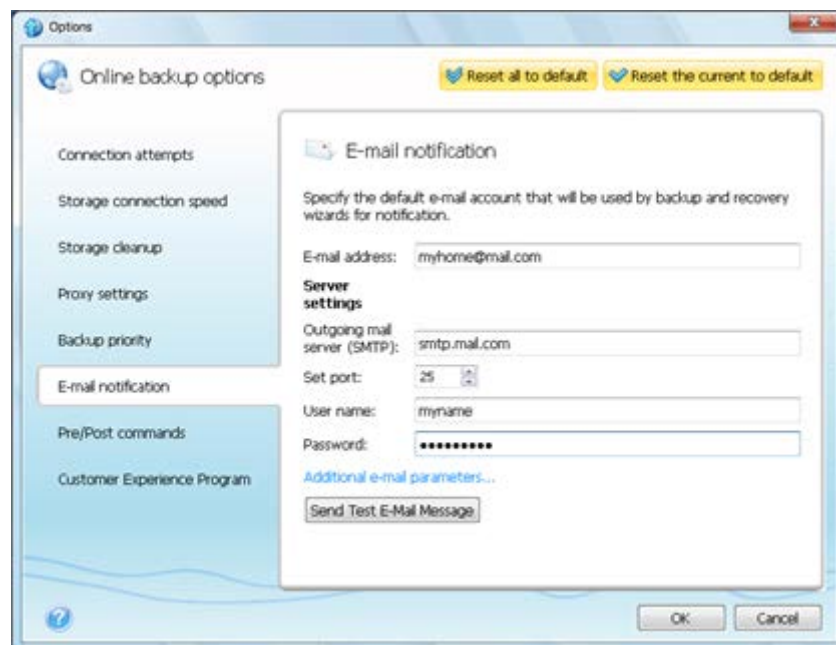 Options
Online backup options
Reset all to default
Reset the current to default
Connection attempts
Storage connection speed
Storage cleanup
Proxy settings
Backup priority
E-mail notification
Pre/Post commands
Customer Experience Program
E-mail notification
Specify the default e-mail account that will be used by backup and recovery
wizards for notification.
E-mail address: myhome@mail.com
Server
settings
Outgoing mail
server (SMTP): smtp.mail.com
Set port: 25
User name: myname
Password: •••••••••
Additional e-mail parameters...
Send Test E-Mail Message
OK
Cancel